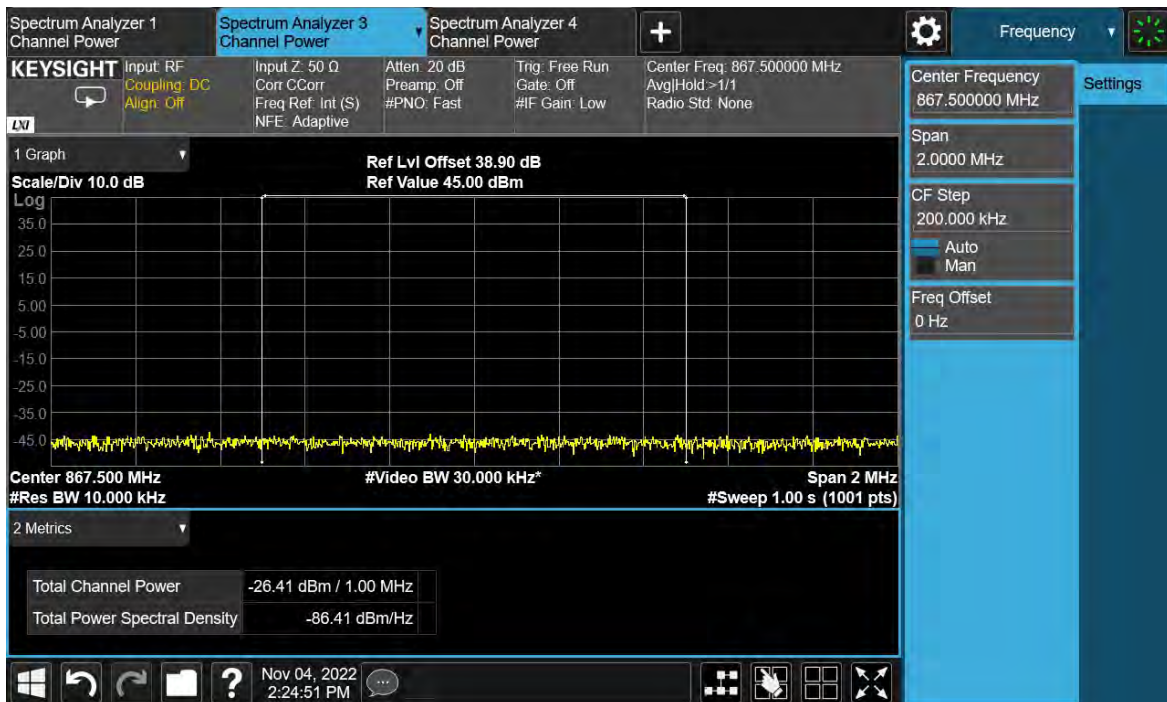 Spectrum Analyzer 1
Channel Power
Spectrum Analyzer 3
Channel Power
Spectrum Analyzer 4
Channel Power
Frequency
KEYSIGHT
LXI
Input: RF
Coupling: DC
Align: Off
Input Z: 50 Ω
Corr CCorr
Freq Ref: Int (S)
NFE: Adaptive
Atten: 20 dB
Preamp: Off
#PNO: Fast
Trig: Free Run
Gate: Off
#IF Gain: Low
Center Freq: 867.500000 MHz
Avg|Hold:>1/1
Radio Std: None
1 Graph
Scale/Div 10.0 dB
Ref Lvl Offset 38.90 dB
Ref Value 45.00 dBm
Log
35.0
25.0
15.0
5.00
-5.00
-15.0
-25.0
-35.0
-45.0
Center 867.500 MHz
#Video BW 30.000 kHz*
Span 2 MHz
#Res BW 10.000 kHz
#Sweep 1.00 s (1001 pts)
2 Metrics
Total Channel Power -26.41 dBm / 1.00 MHz
Total Power Spectral Density -86.41 dBm/Hz
Nov 04, 2022
2:24:51 PM
Center Frequency
867.500000 MHz
Span
2.0000 MHz
CF Step
200.000 kHz
Auto
Man
Freq Offset
0 Hz
Settings